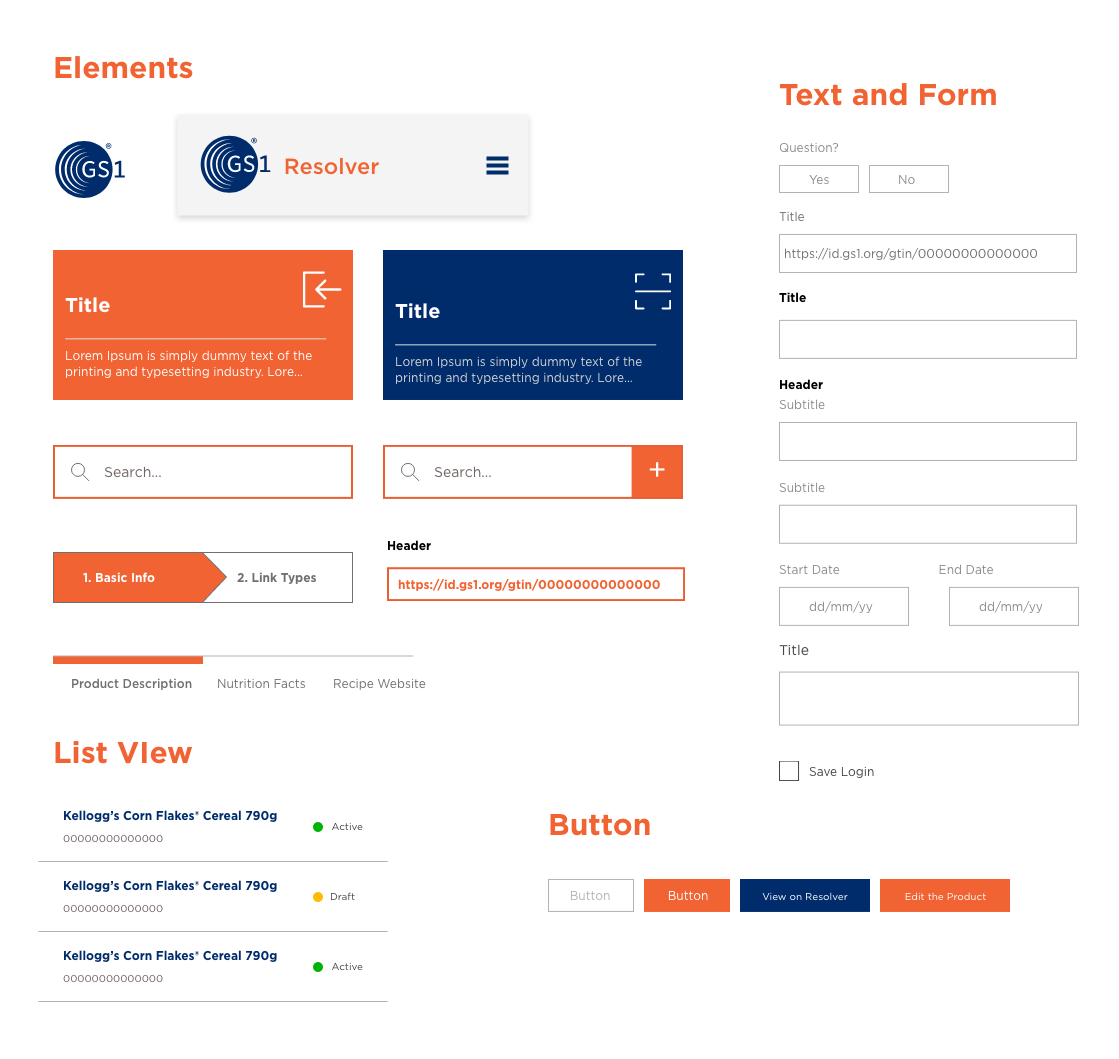 Elements
GS1®
GS1®
Resolver
Title
Lorem Ipsum is simply dummy text of the
printing and typesetting industry. Lore...
Title
Lorem Ipsum is simply dummy text of the
printing and typesetting industry. Lore...
Search...
Search...
+
1. Basic Info
2. Link Types
Header
https://id.gs1.org/gtin/00000000000000
Product Description
Nutrition Facts
Recipe Website
List VIew
Kellogg’s Corn Flakes® Cereal 790g
00000000000000
Active
Kellogg’s Corn Flakes® Cereal 790g
00000000000000
Draft
Kellogg’s Corn Flakes® Cereal 790g
00000000000000
Active
Text and Form
Question?
Yes
No
Title
https://id.gs1.org/gtin/00000000000000
Title
Header
Subtitle
Subtitle
Start Date
End Date
dd/mm/yy
dd/mm/yy
Title
Save Login
Button
Button
Button
View on Resolver
Edit the Product